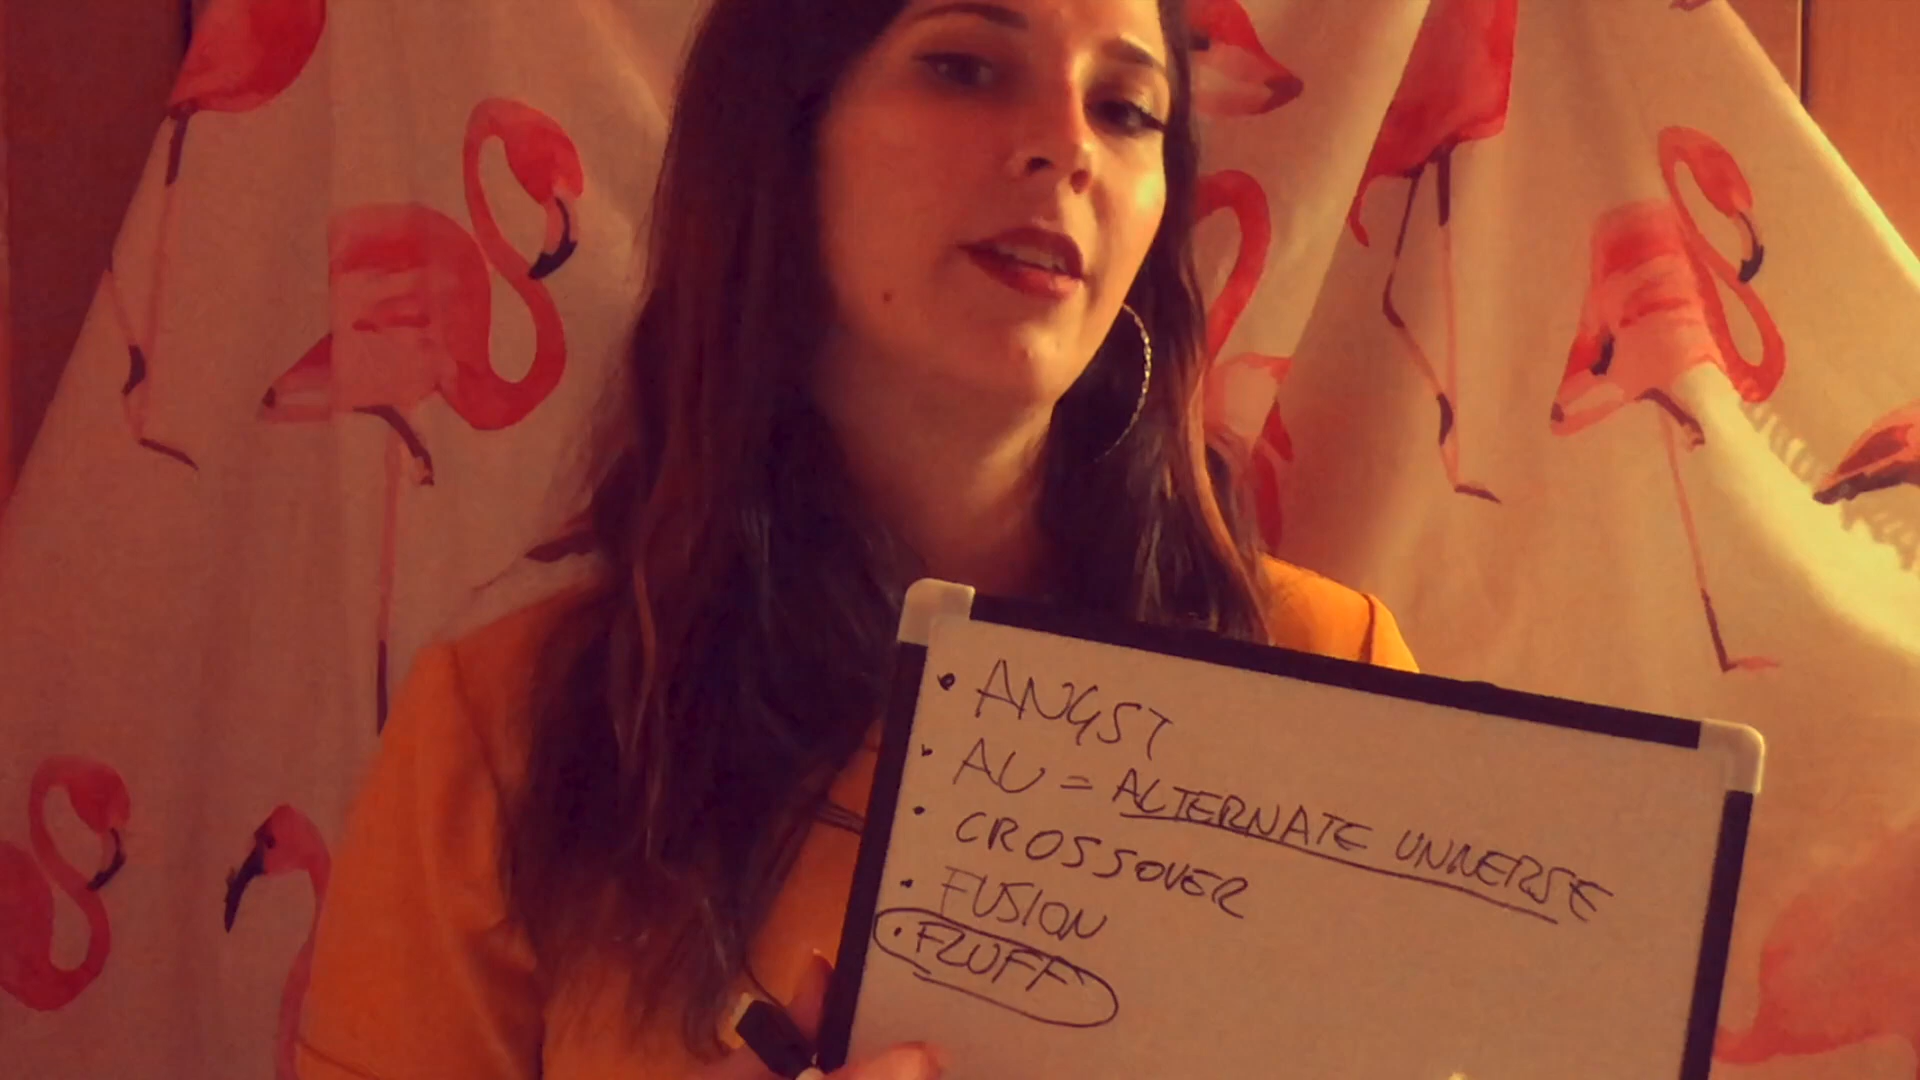 • ANGST
• AU = ALTERNATE UNIVERSE
• CROSSOVER
• FUSION
• FLUFF